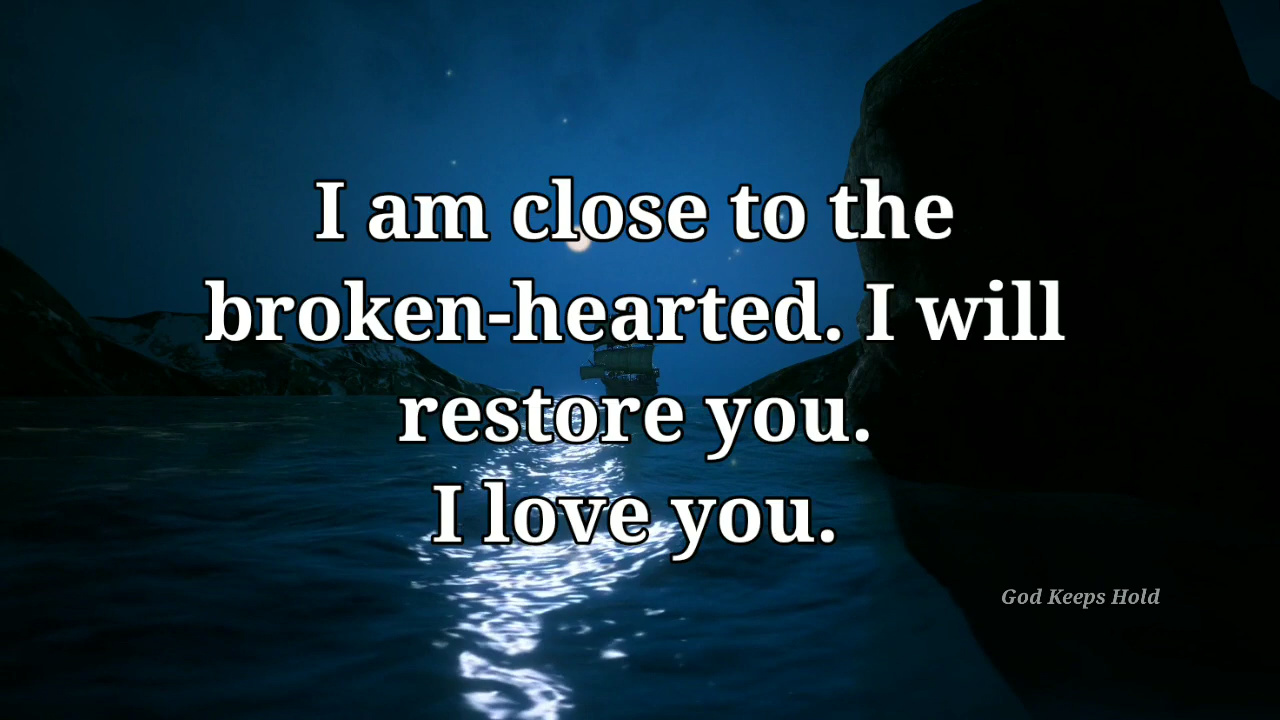 I am close to the
broken-hearted. I will
restore you.
I love you.
God Keeps Hold